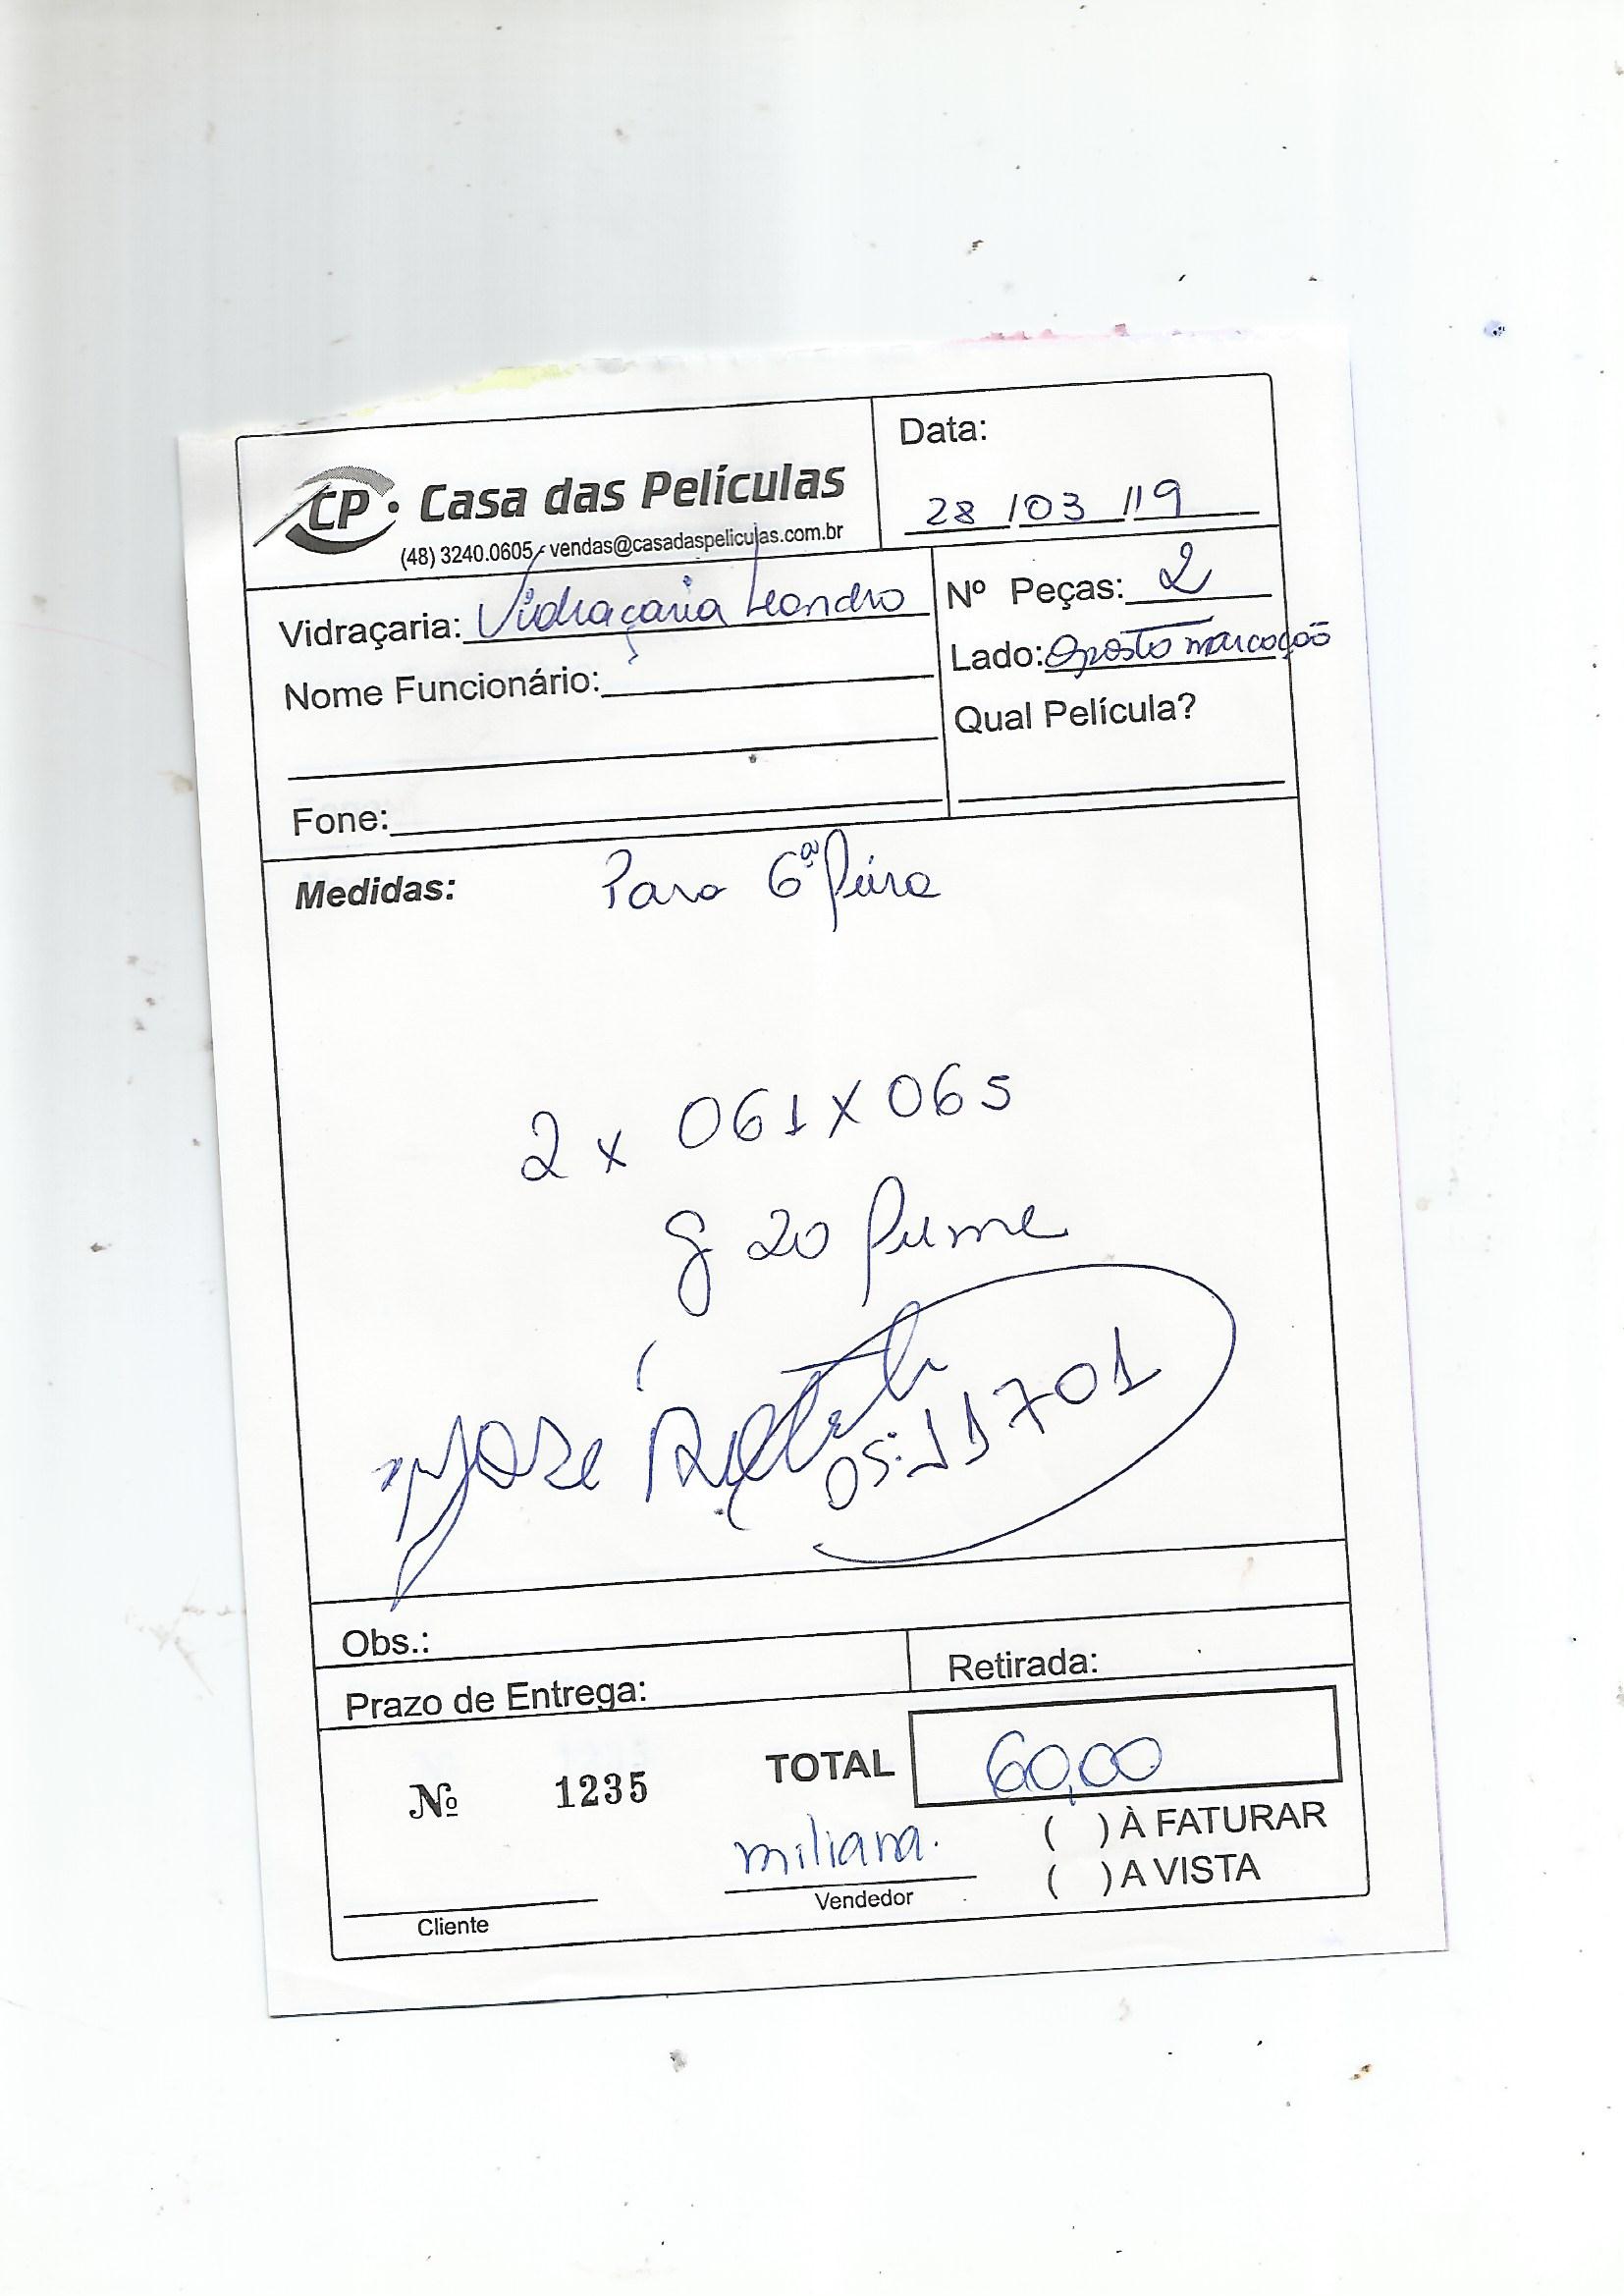 CP • Casa das Películas
(48) 3240.0605 - vendas@casadaspeliculas.com.br
Data:
28/03/19
Vidraçaria: Vidraçaria Leandro
Nome Funcionário:
Fone:
Nº Peças: 2
Lado: oposto marcação
Qual Película?
Medidas: Para 6ª feira
2 x 061 x 065
g 20 fume
José
OS: 11701
Obs.:
Prazo de Entrega:
Retirada:
Nº 1235
TOTAL 60,00
miliana.
Vendedor
( ) À FATURAR
( ) A VISTA
Cliente